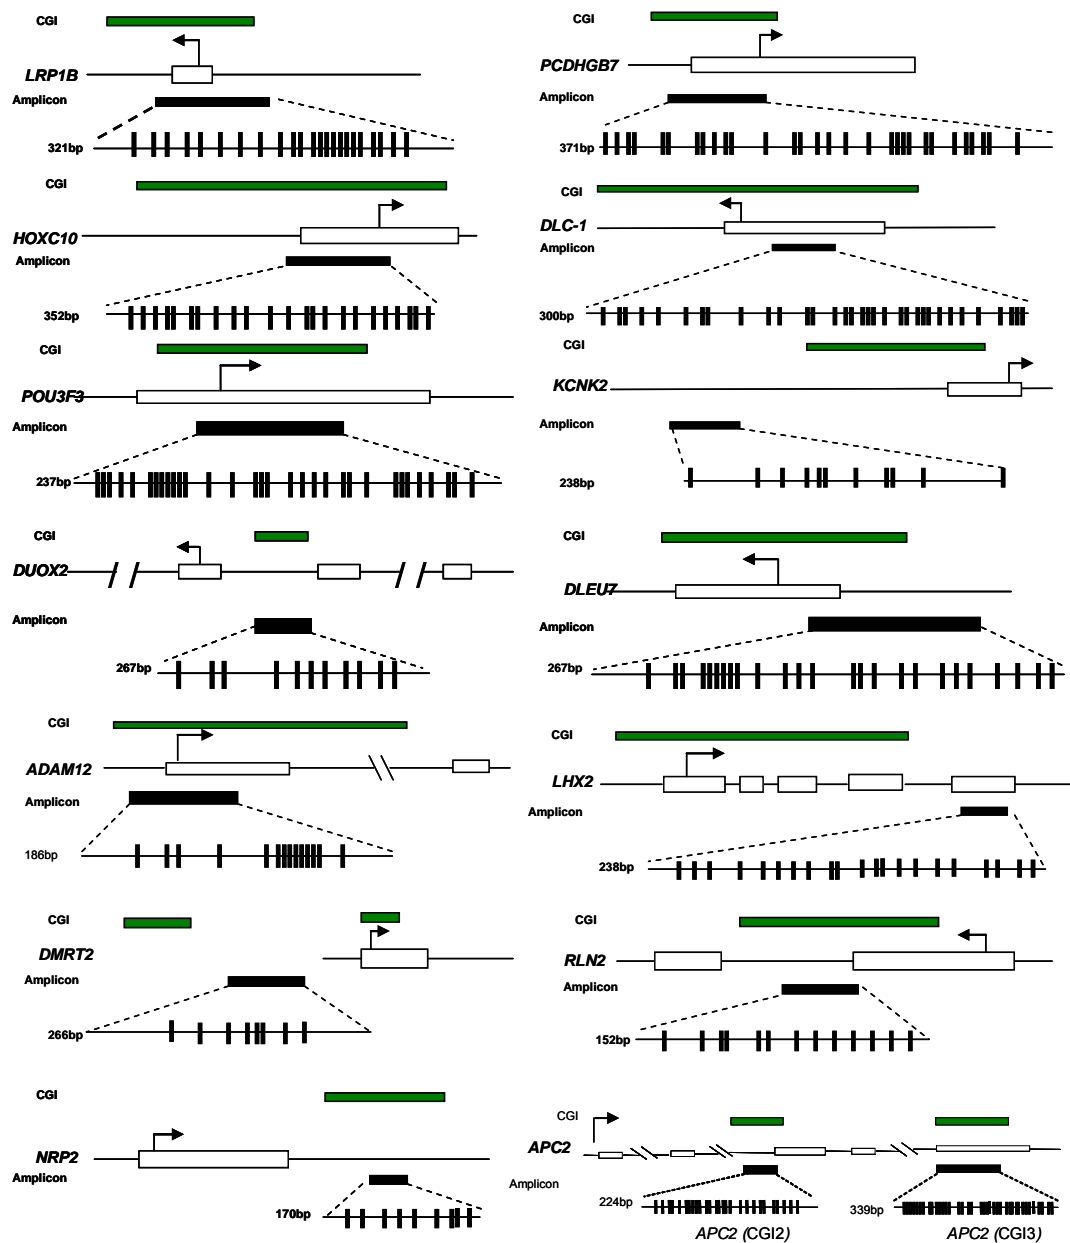 CGI
LRP1B
Amplicon
321bp
CGI
HOXC10
Amplicon
352bp
CGI
POU3F3
Amplicon
237bp
CGI
DUOX2
Amplicon
267bp
CGI
ADAM12
Amplicon
186bp
CGI
DMRT2
Amplicon
266bp
CGI
NRP2
Amplicon
170bp
CGI
PCDHGB7
Amplicon
371bp
CGI
DLC-1
Amplicon
300bp
CGI
KCNK2
Amplicon
238bp
CGI
DLEU7
Amplicon
267bp
CGI
LHX2
Amplicon
238bp
CGI
RLN2
Amplicon
152bp
CGI
APC2
Amplicon
224bp 339bp
APC2 (CGI2) APC2 (CGI3)